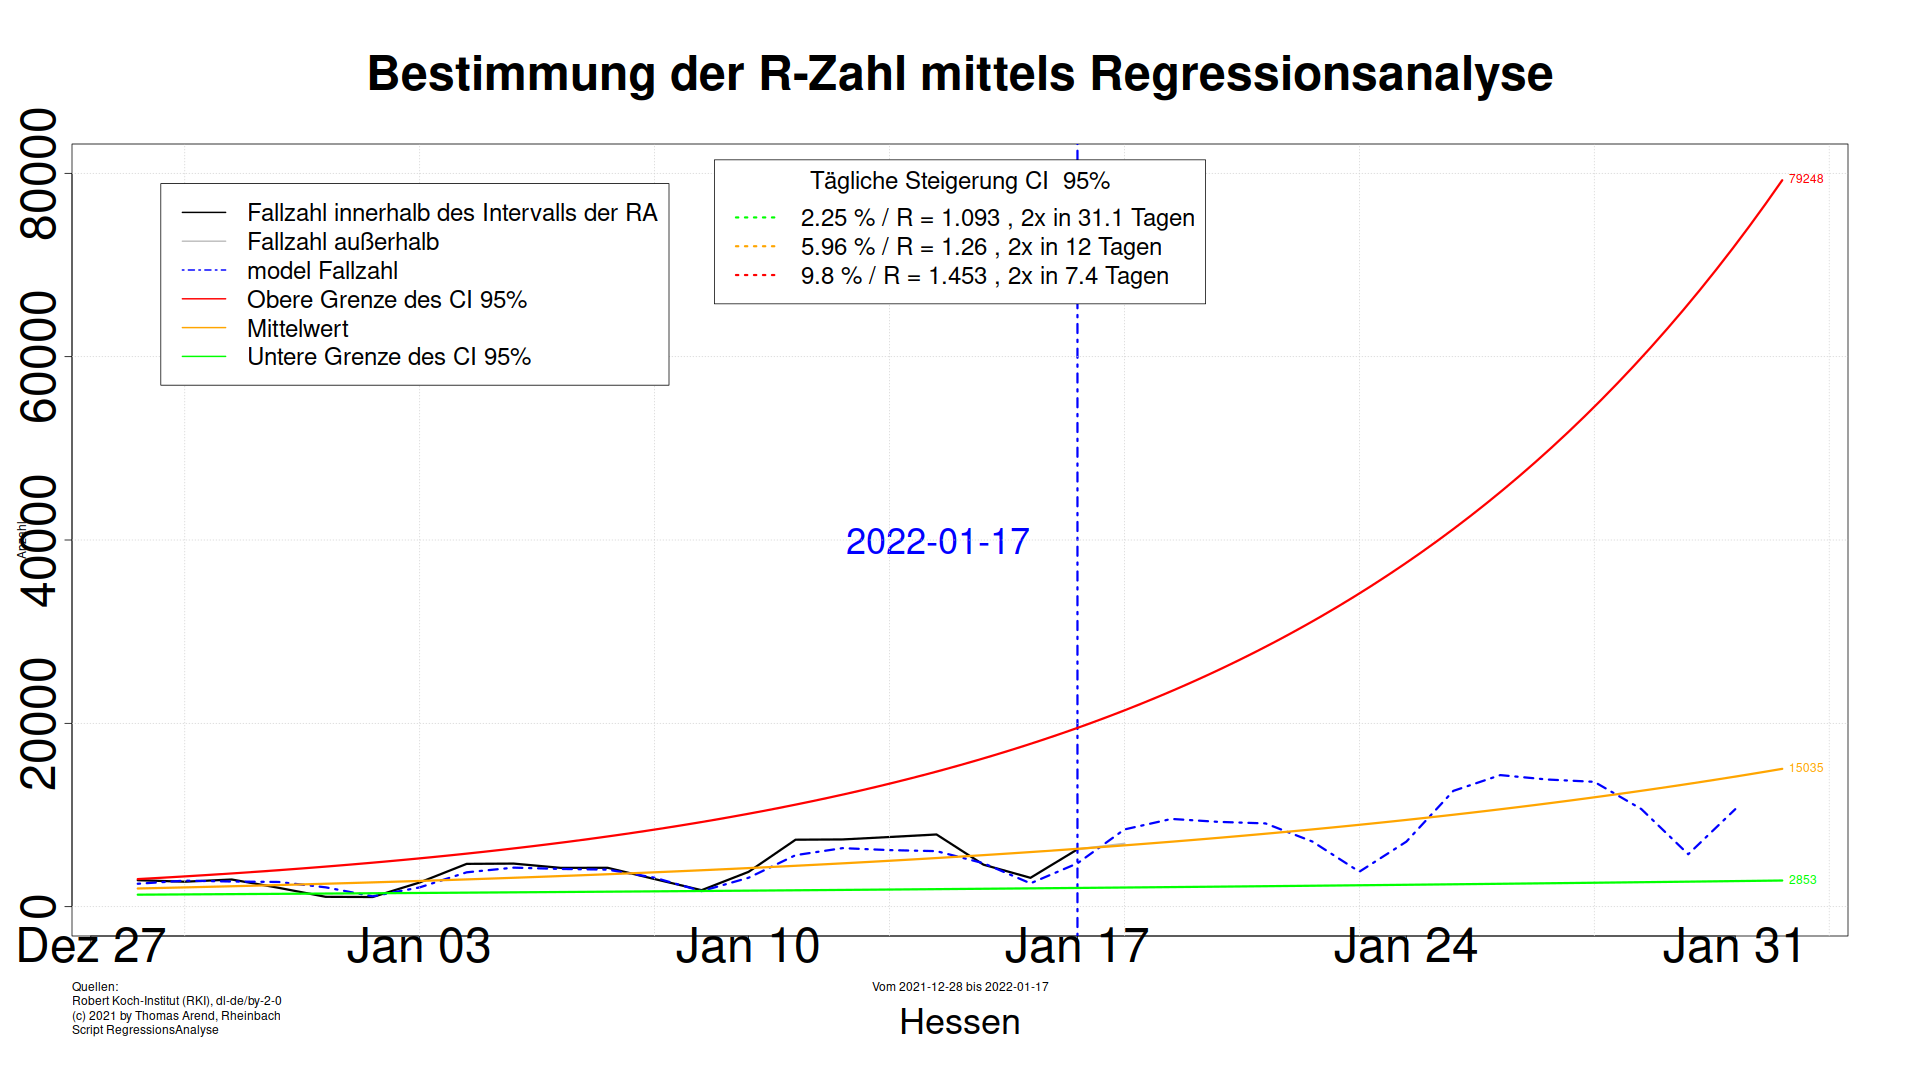 Bestimmung der R-Zahl mittels Regressionsanalyse
80000
60000
40000
20000
0
Anzahl
Fallzahl innerhalb des Intervalls der RA
Fallzahl außerhalb
model Fallzahl
Obere Grenze des CI 95%
Mittelwert
Untere Grenze des CI 95%
Tägliche Steigerung CI 95%
2.25 % / R = 1.093 , 2x in 31.1 Tagen
5.96 % / R = 1.26 , 2x in 12 Tagen
9.8 % / R = 1.453 , 2x in 7.4 Tagen
79248
2022-01-17
15035
2853
Dez 27
Jan 03
Jan 10
Jan 17
Jan 24
Jan 31
Quellen:
Robert Koch-Institut (RKI), dl-de/by-2-0
(c) 2021 by Thomas Arend, Rheinbach
Script RegressionsAnalyse
Vom 2021-12-28 bis 2022-01-17
Hessen